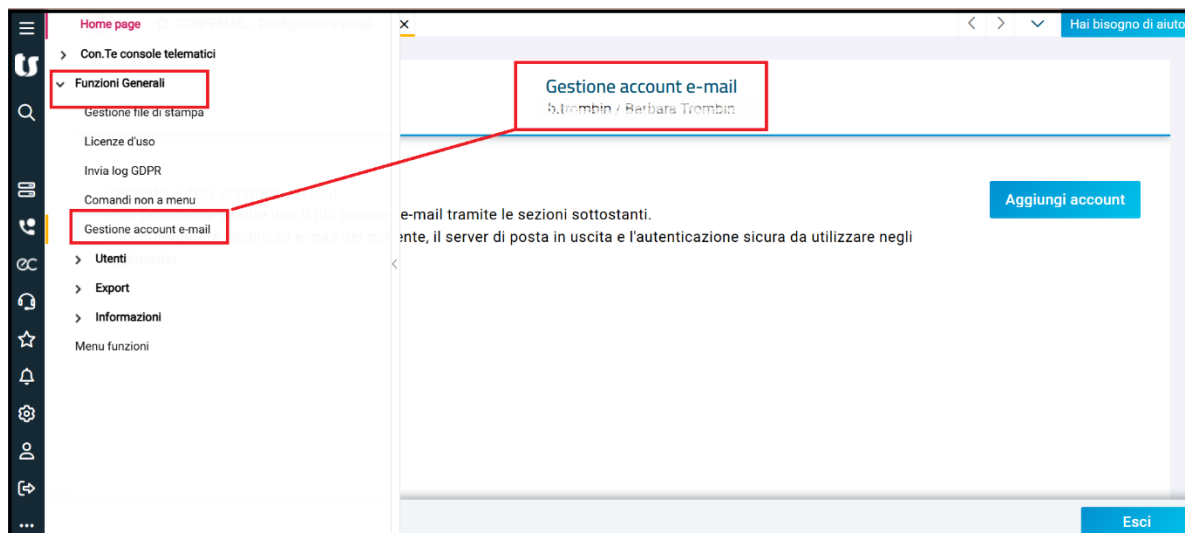 Home page
CONFEMAIL - Configurazione email
Con.Te console telematici
Funzioni Generali
Gestione file di stampa
Licenze d'uso
Invia log GDPR
Comandi non a menu
Gestione account e-mail
Utenti
Export
Informazioni
Menu funzioni
Hai bisogno di aiuto
Gestione account e-mail
b.trombin / Barbara Trombin
Aggiungi account
e-mail tramite le sezioni sottostanti.
ente, il server di posta in uscita e l'autenticazione sicura da utilizzare negli
Esci